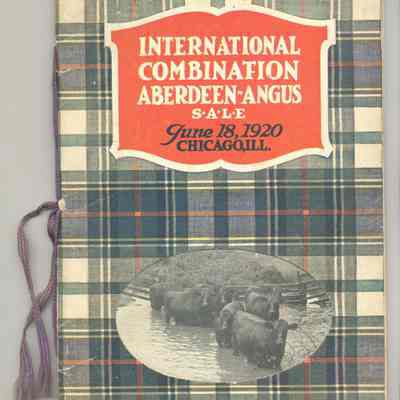 INTERNATIONAL
COMBINATION
ABERDEEN-ANGUS
S·A·L·E
June 18, 1920
CHICAGO, ILL.